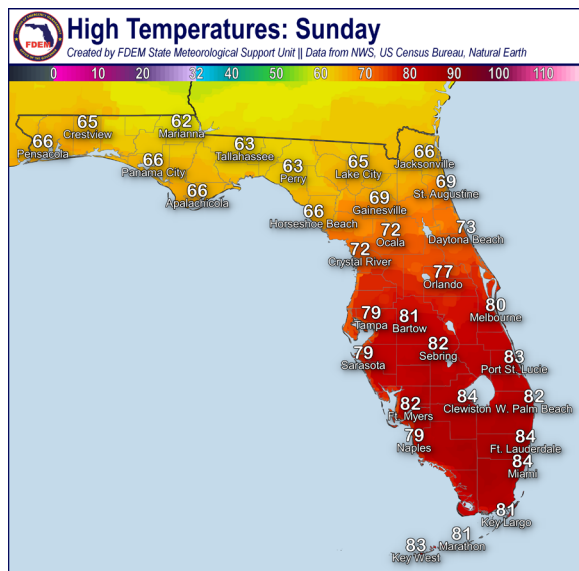 FDEM
High Temperatures: Sunday
Created by FDEM State Meteorological Support Unit || Data from NWS, US Census Bureau, Natural Earth
0 10 20 30 32 40 50 60 70 80 90 100 110
65
Crestview
62
Marianna
66
Pensacola
63
Tallahassee
66
Panama City
63
Perry
65
Lake City
66
Jacksonville
66
Apalachicola
69
St. Augustine
69
Gainesville
66
Horseshoe Beach
72
Ocala
73
Daytona Beach
72
Crystal River
77
Orlando
80
Melbourne
79
Tampa
81
Bartow
82
Sebring
79
Sarasota
83
Port St. Lucie
82
Ft. Myers
84
Clewiston
82
W. Palm Beach
79
Naples
84
Ft. Lauderdale
84
Miami
81
Key Largo
81
Marathon
83
Key West